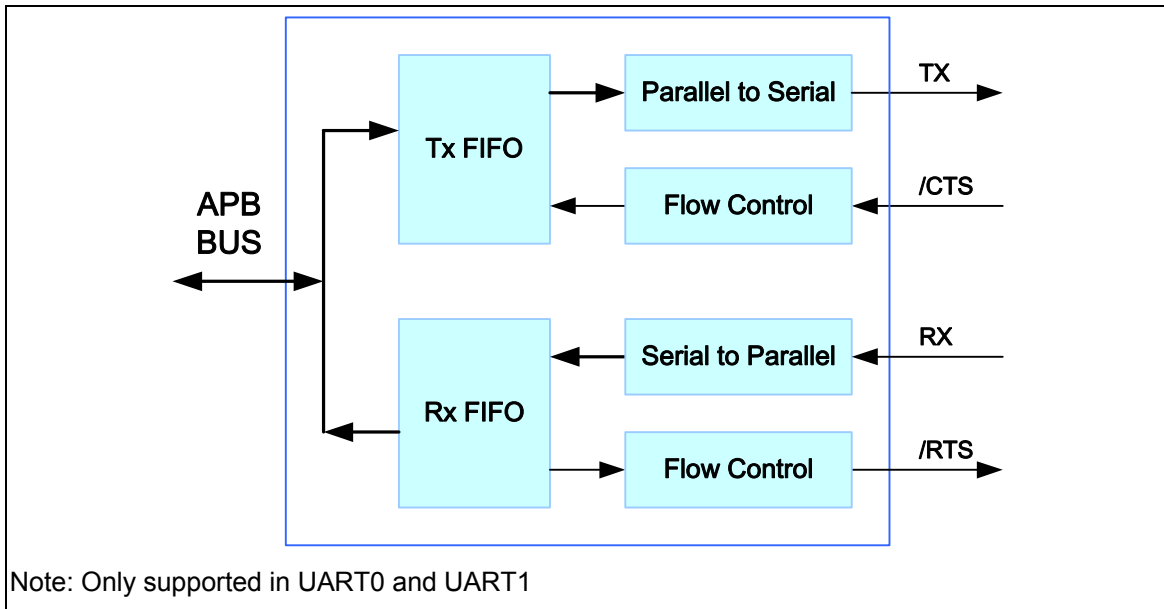 Parallel to Serial
TX
Tx FIFO
Flow Control
/CTS
APB
BUS
Serial to Parallel
RX
Rx FIFO
Flow Control
/RTS
Note: Only supported in UART0 and UART1